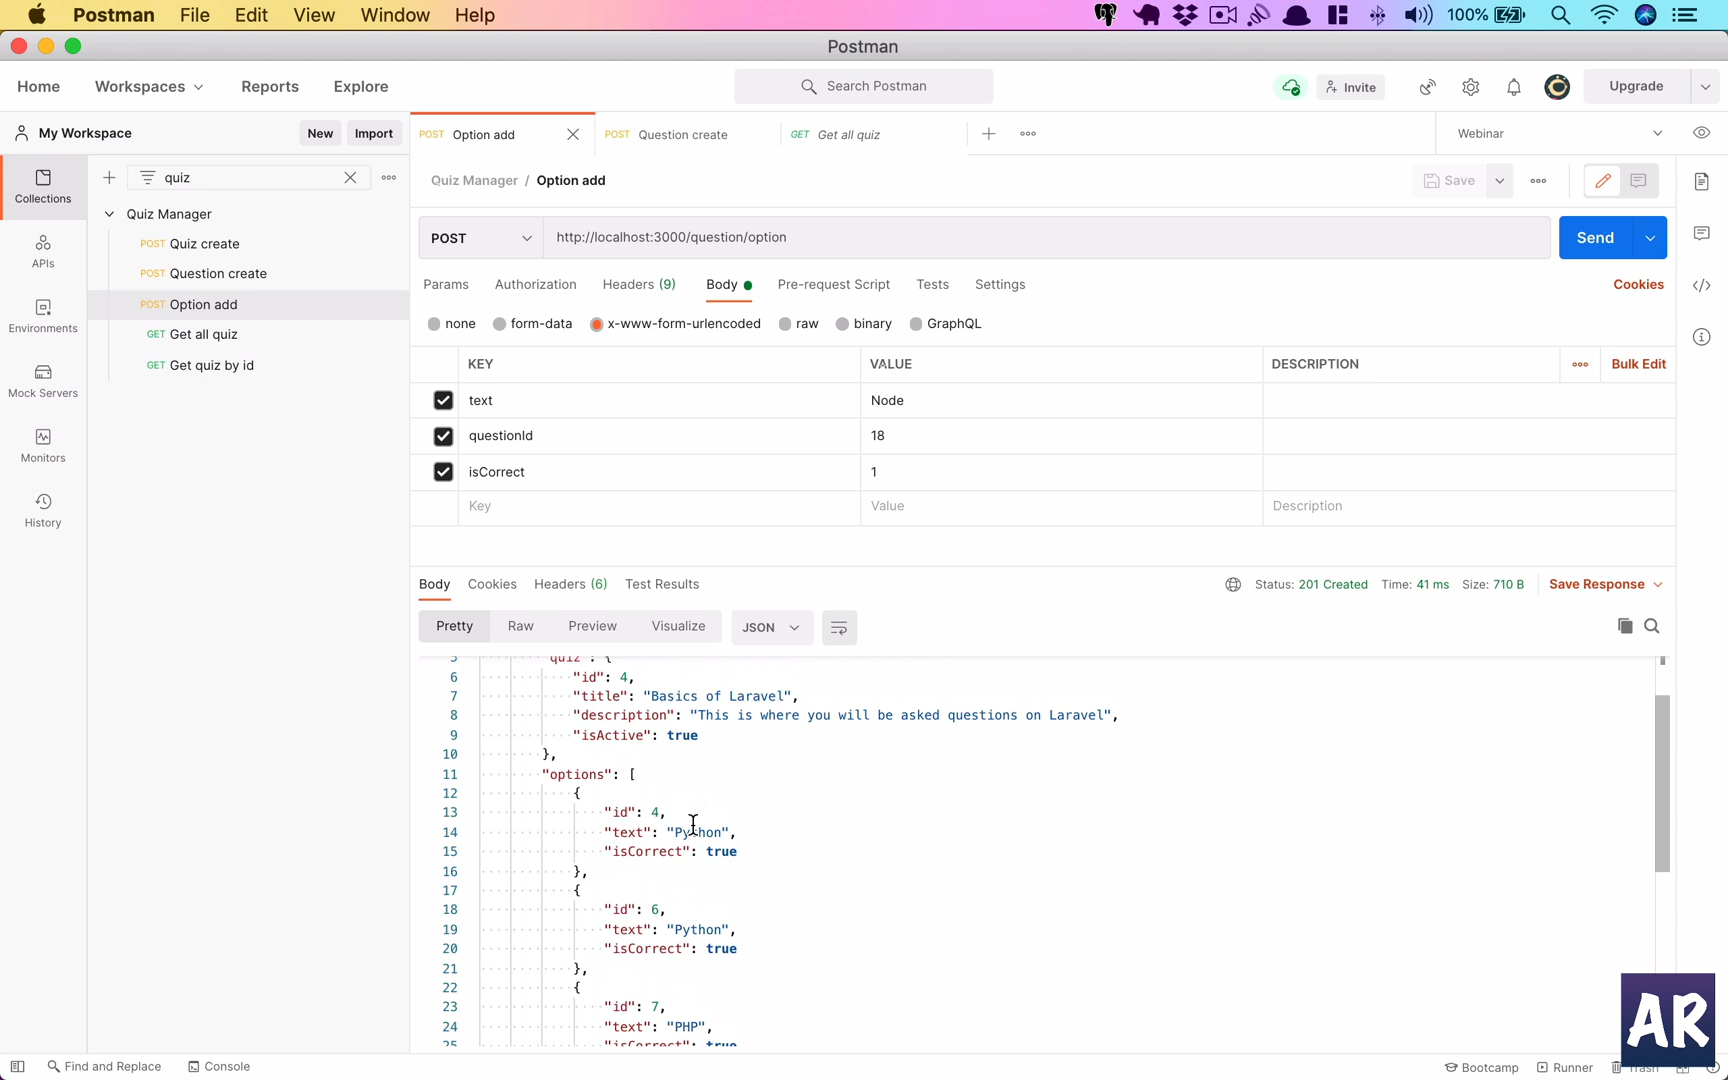 Postman File Edit View Window Help 100%
Postman
Home Workspaces Reports Explore Search Postman Invite Upgrade
My Workspace New Import POST Option add POST Question create GET Get all quiz Webinar
Collections
APIs
Environments
Mock Servers
Monitors
History
quiz
Quiz Manager
POST Quiz create
POST Question create
POST Option add
GET Get all quiz
GET Get quiz by id
Quiz Manager / Option add Save
POST http://localhost:3000/question/option Send
Params Authorization Headers (9) Body Pre-request Script Tests Settings Cookies
none form-data x-www-form-urlencoded raw binary GraphQL
KEY VALUE DESCRIPTION Bulk Edit
text Node
questionId 18
isCorrect 1
Key Value Description
Body Cookies Headers (6) Test Results Status: 201 Created Time: 41 ms Size: 710 B Save Response
Pretty Raw Preview Visualize JSON
5 "quiz": {
6 "id": 4,
7 "title": "Basics of Laravel",
8 "description": "This is where you will be asked questions on Laravel",
9 "isActive": true
10 },
11 "options": [
12 {
13 "id": 4,
14 "text": "Python",
15 "isCorrect": true
16 },
17 {
18 "id": 6,
19 "text": "Python",
20 "isCorrect": true
21 },
22 {
23 "id": 7,
24 "text": "PHP",
25 "isCorrect": true
AR
Find and Replace Console Bootcamp Runner Trash